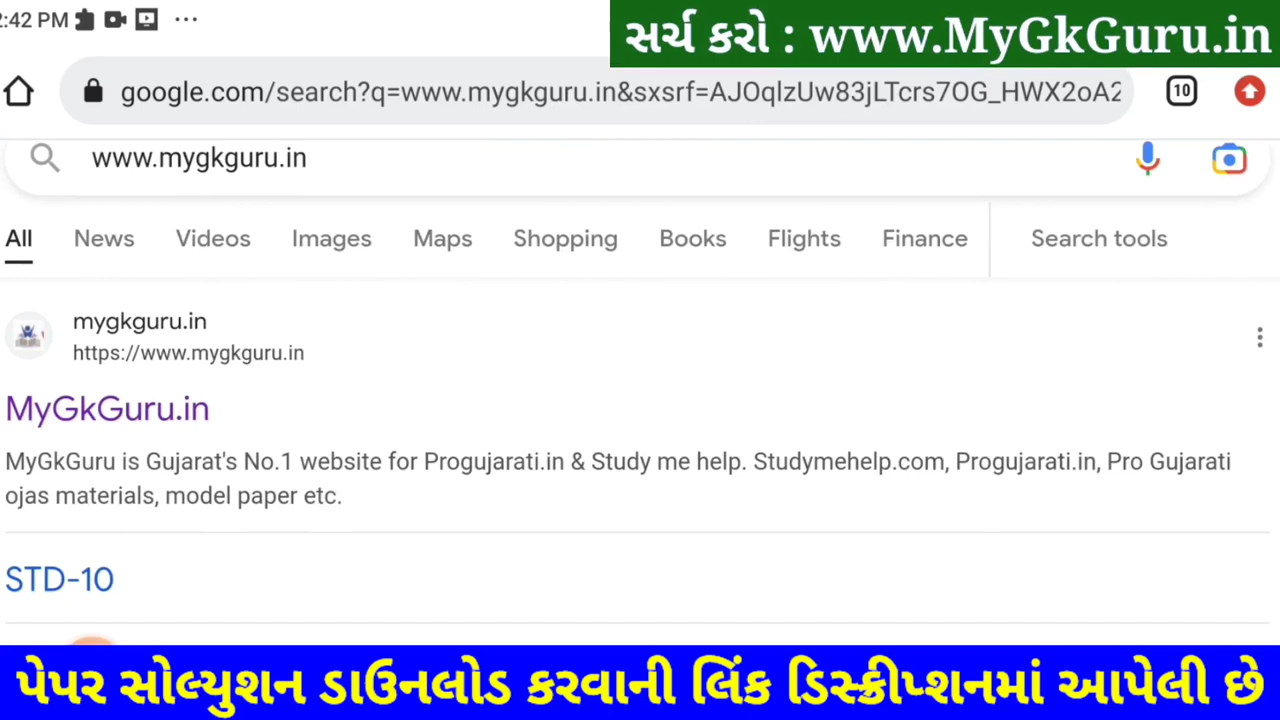 :42 PM
સર્ચ કરો : www.MyGkGuru.in
google.com/search?q=www.mygkguru.in&sxsrf=AJOqlzUw83jLTcrs7OG_HWX2oA2
10
www.mygkguru.in
All News Videos Images Maps Shopping Books Flights Finance Search tools
mygkguru.in
https://www.mygkguru.in
MyGkGuru.in
MyGkGuru is Gujarat's No.1 website for Progujarati.in & Study me help. Studymehelp.com, Progujarati.in, Pro Gujarati
ojas materials, model paper etc.
STD-10
પેપર સોલ્યુશન ડાઉનલોડ કરવાની લિંક ડિસ્ક્રીપ્શનમાં આપેલી છે